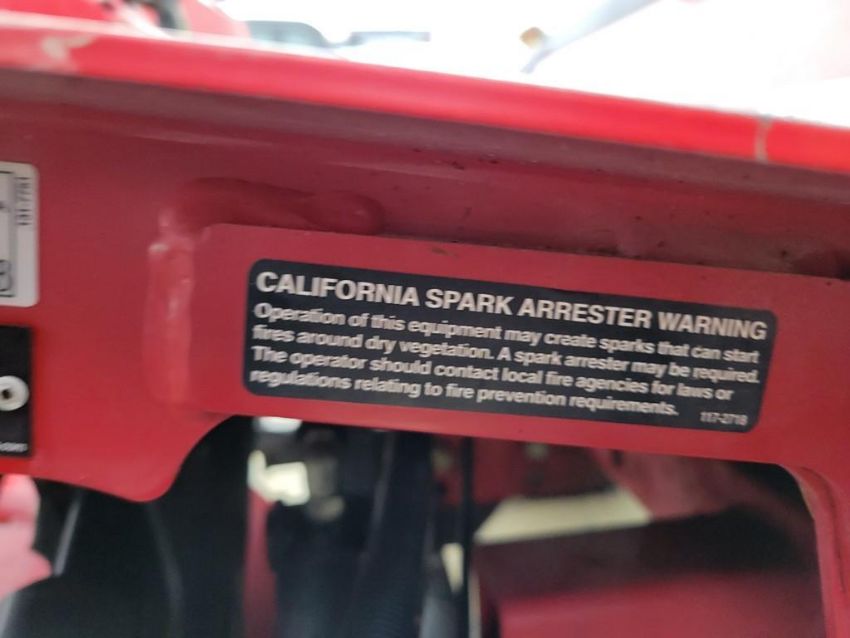 CALIFORNIA SPARK ARRESTER WARNING
Operation of this equipment may create sparks that can start
fires around dry vegetation. A spark arrester may be required.
The operator should contact local fire agencies for laws or
regulations relating to fire prevention requirements. 117-2718